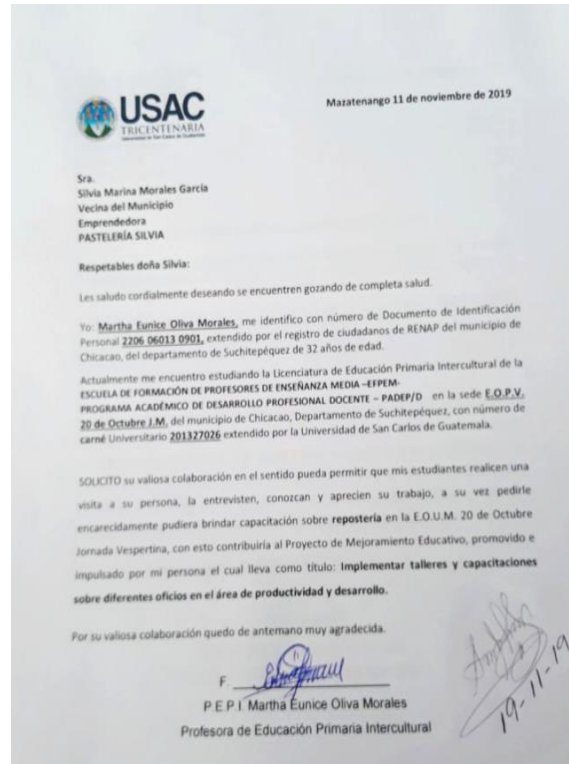 USAC
TRICENTENARIA
Universidad de San Carlos de Guatemala
Mazatenango 11 de noviembre de 2019
Sra.
Silvia Marina Morales García
Vecina del Municipio
Emprendedora
PASTELERÍA SILVIA
Respetables doña Silvia:
Les saludo cordialmente deseando se encuentren gozando de completa salud.
Yo: Martha Eunice Oliva Morales, me identifico con número de Documento de Identificación
Personal 2206 06013 0901, extendido por el registro de ciudadanos de RENAP del municipio de
Chicacao, del departamento de Suchitepéquez de 32 años de edad.
Actualmente me encuentro estudiando la Licenciatura de Educación Primaria Intercultural de la
ESCUELA DE FORMACIÓN DE PROFESORES DE ENSEÑANZA MEDIA –EFPEM-
PROGRAMA ACADÉMICO DE DESARROLLO PROFESIONAL DOCENTE – PADEP/D en la sede E.O.P.V.
20 de Octubre J.M. del municipio de Chicacao, Departamento de Suchitepéquez, con número de
carné Universitario 201327026 extendido por la Universidad de San Carlos de Guatemala.
SOLICITO su valiosa colaboración en el sentido pueda permitir que mis estudiantes realicen una
visita a su persona, la entrevisten, conozcan y aprecien su trabajo, a su vez pedirle
encarecidamente pudiera brindar capacitación sobre repostería en la E.O.U.M. 20 de Octubre
Jornada Vespertina, con esto contribuiría al Proyecto de Mejoramiento Educativo, promovido e
impulsado por mi persona el cual lleva como título: Implementar talleres y capacitaciones
sobre diferentes oficios en el área de productividad y desarrollo.
Por su valiosa colaboración quedo de antemano muy agradecida.
F.
P.E.P.I. Martha Eunice Oliva Morales
Profesora de Educación Primaria Intercultural
19-11-19